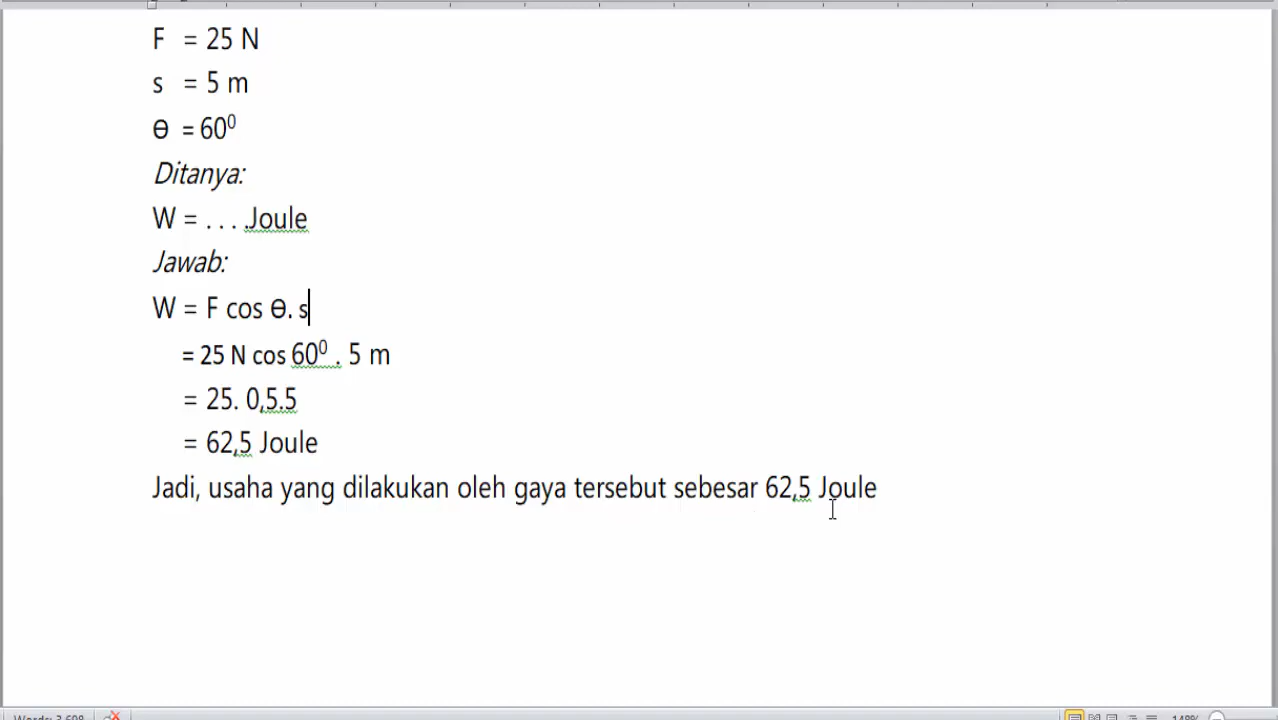 F = 25 N
s = 5 m
Ɵ = 60⁰
Ditanya:
W = . . . .Joule
Jawab:
W = F cos Ɵ. s
= 25 N cos 60⁰ . 5 m
= 25. 0,5.5
= 62,5 Joule
Jadi, usaha yang dilakukan oleh gaya tersebut sebesar 62,5 Joule